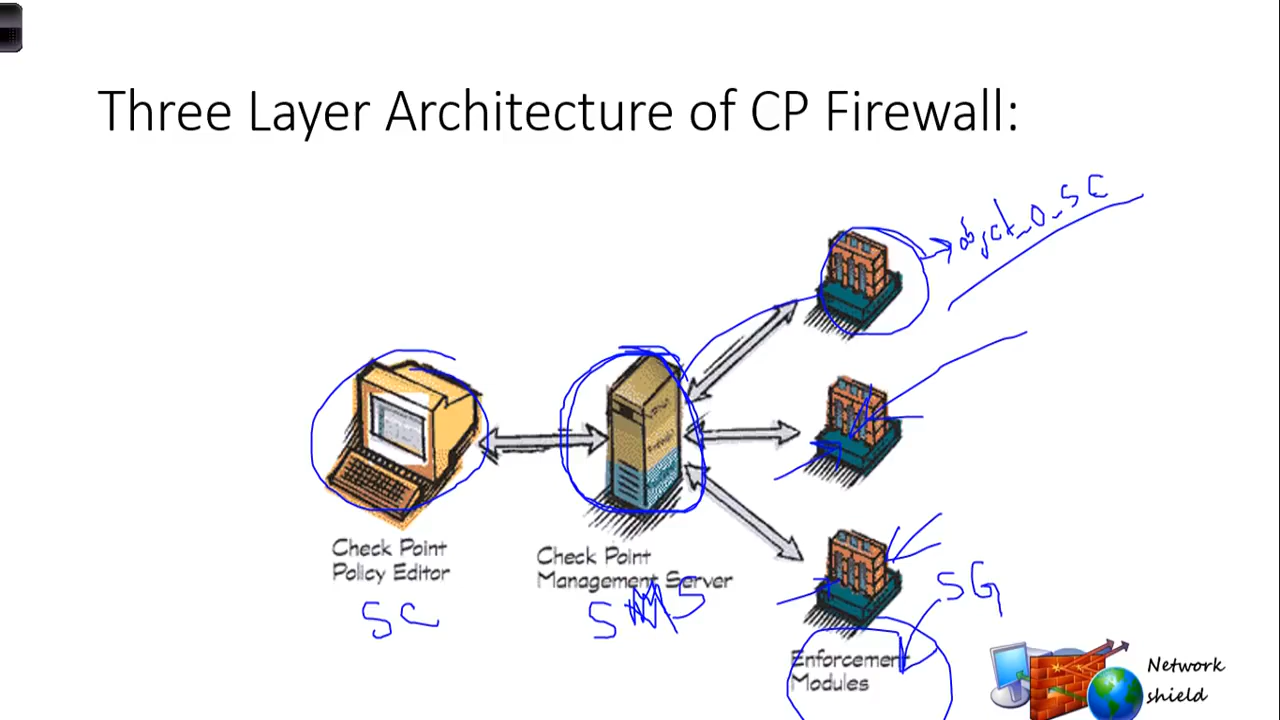 Three Layer Architecture of CP Firewall:
Check Point
Policy Editor
SC
Check Point
Management Server
SMS
SG
Enforcement
Modules
Network
shield